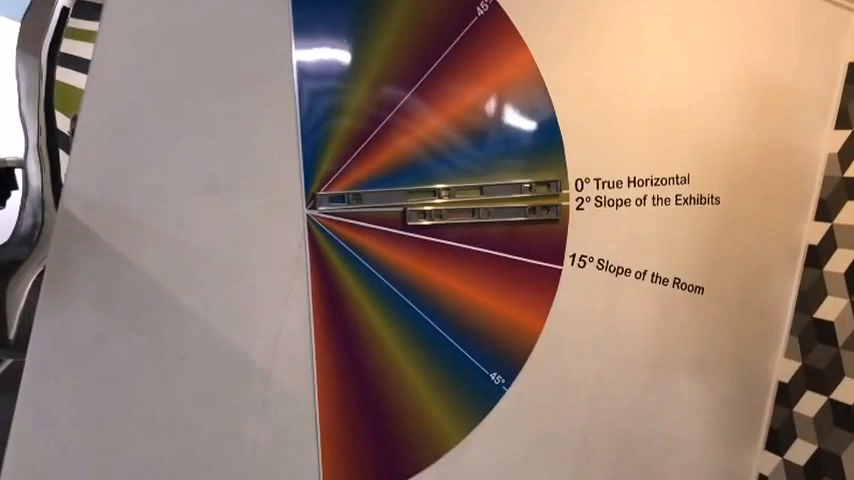 45°
0° True Horizontal
2° Slope of the Exhibits
15° Slope of the Room
45°